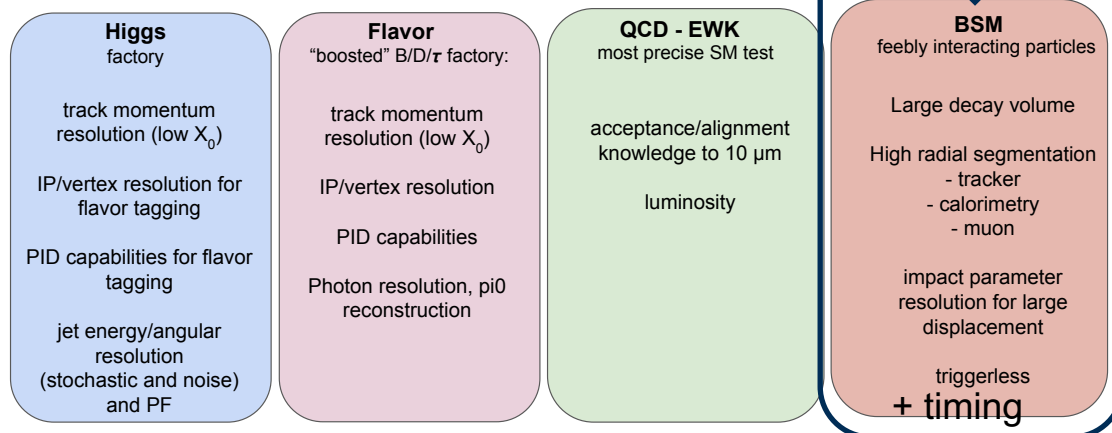 Higgs
factory
track momentum
resolution (low X₀)
IP/vertex resolution for
flavor tagging
PID capabilities for flavor
tagging
jet energy/angular
resolution
(stochastic and noise)
and PF
Flavor
“boosted” B/D/τ factory:
track momentum
resolution (low X₀)
IP/vertex resolution
PID capabilities
Photon resolution, pi0
reconstruction
QCD - EWK
most precise SM test
acceptance/alignment
knowledge to 10 μm
luminosity
BSM
feebly interacting particles
Large decay volume
High radial segmentation
- tracker
- calorimetry
- muon
impact parameter
resolution for large
displacement
triggerless
+ timing